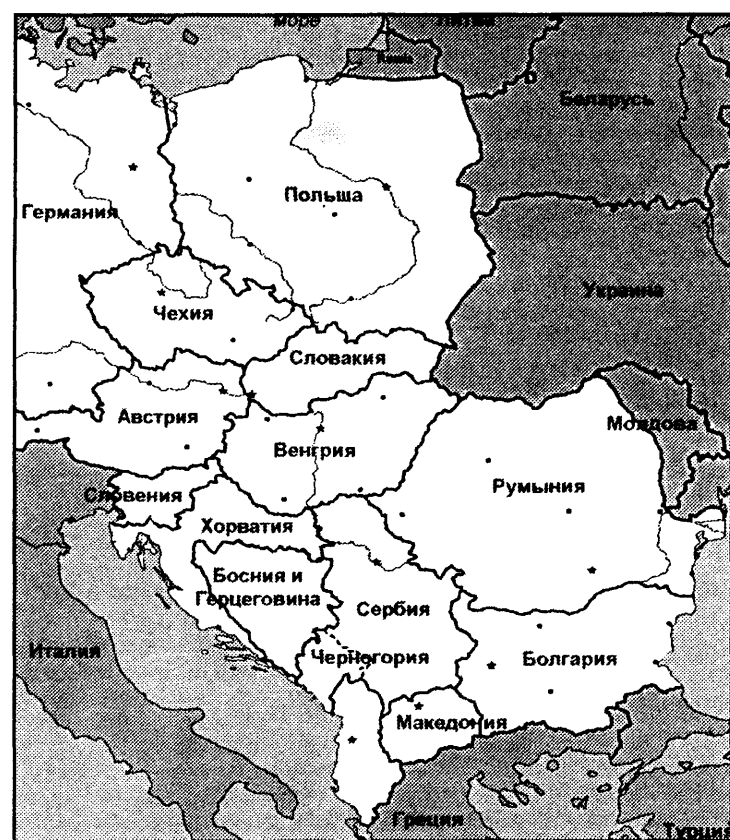 море
Литва
Беларусь
Польша
Германия
Украина
Чехия
Словакия
Австрия
Молдова
Венгрия
Румыния
Словения
Хорватия
Босния и
Герцеговина
Сербия
Италия
Черногория
Болгария
Македония
Греция
Турция